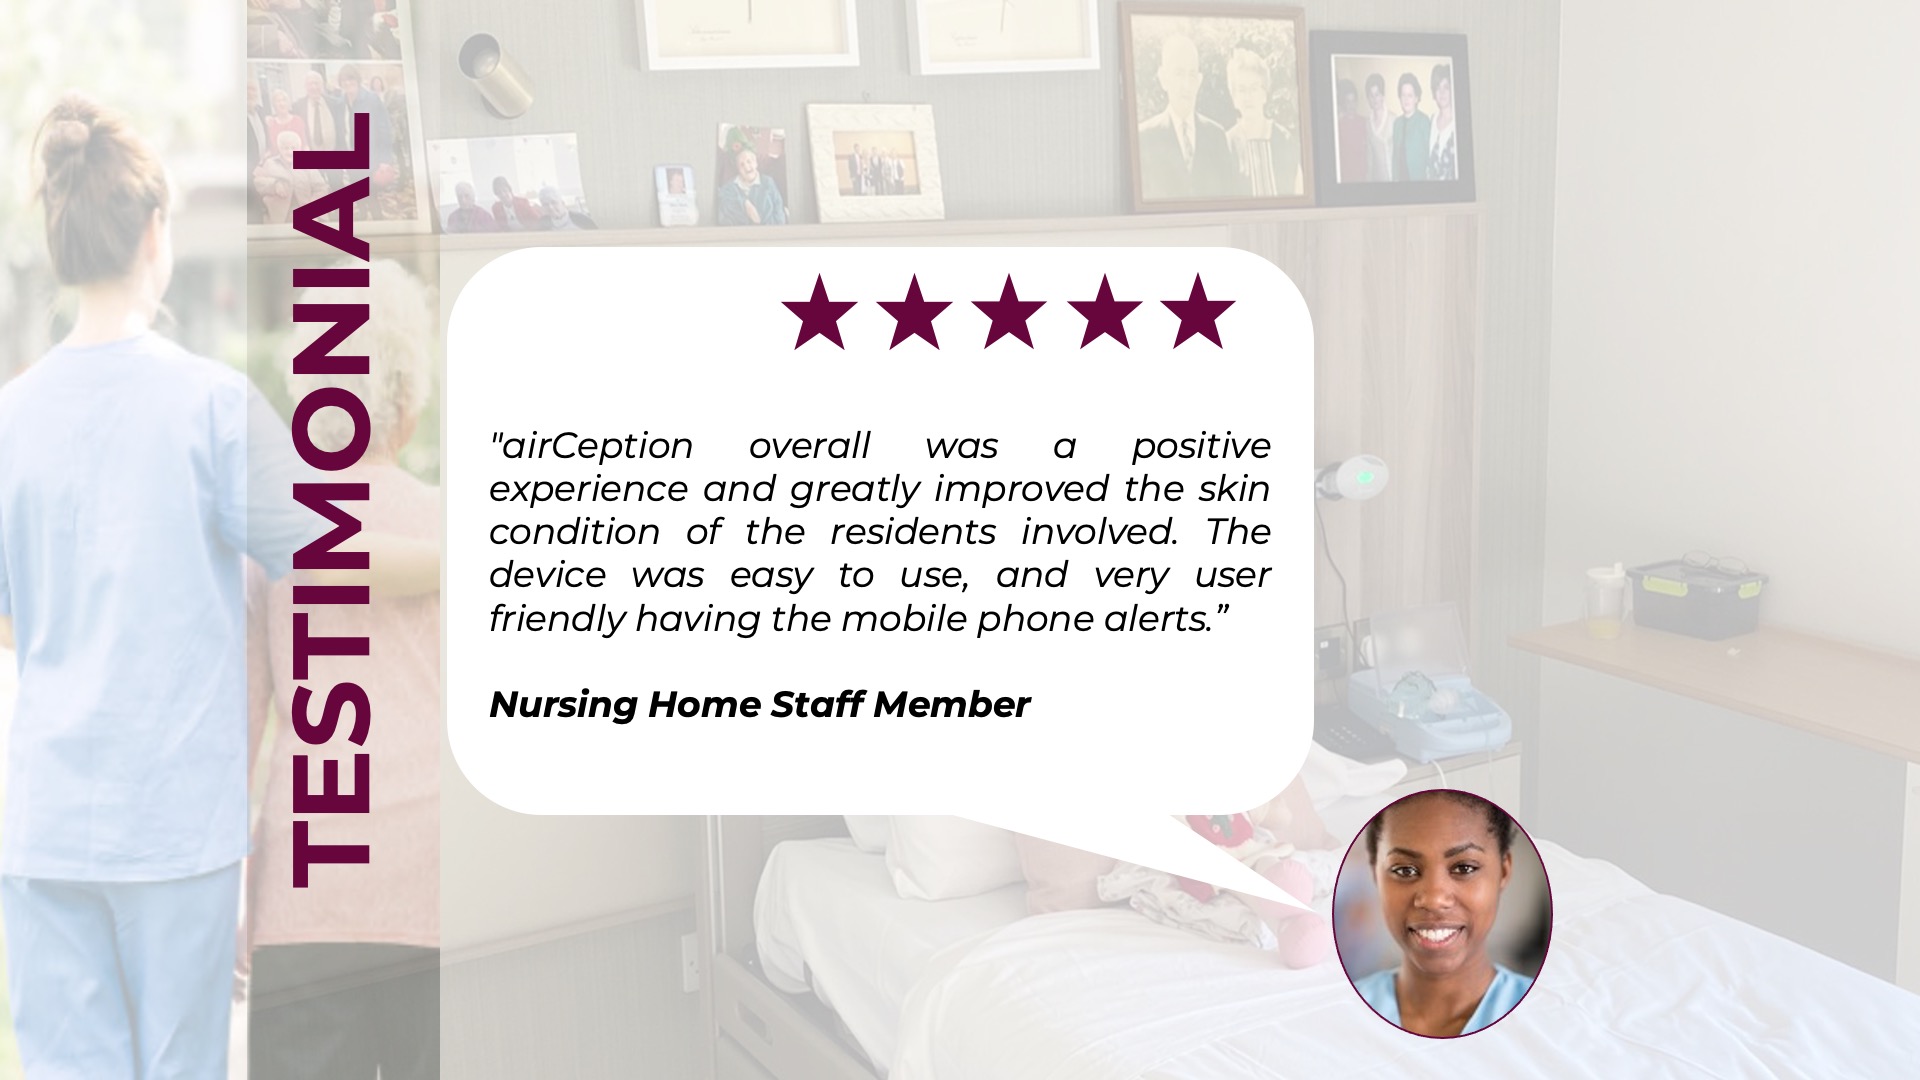 TESTIMONIAL
"airCeption overall was a positive
experience and greatly improved the skin
condition of the residents involved. The
device was easy to use, and very user
friendly having the mobile phone alerts.”
Nursing Home Staff Member